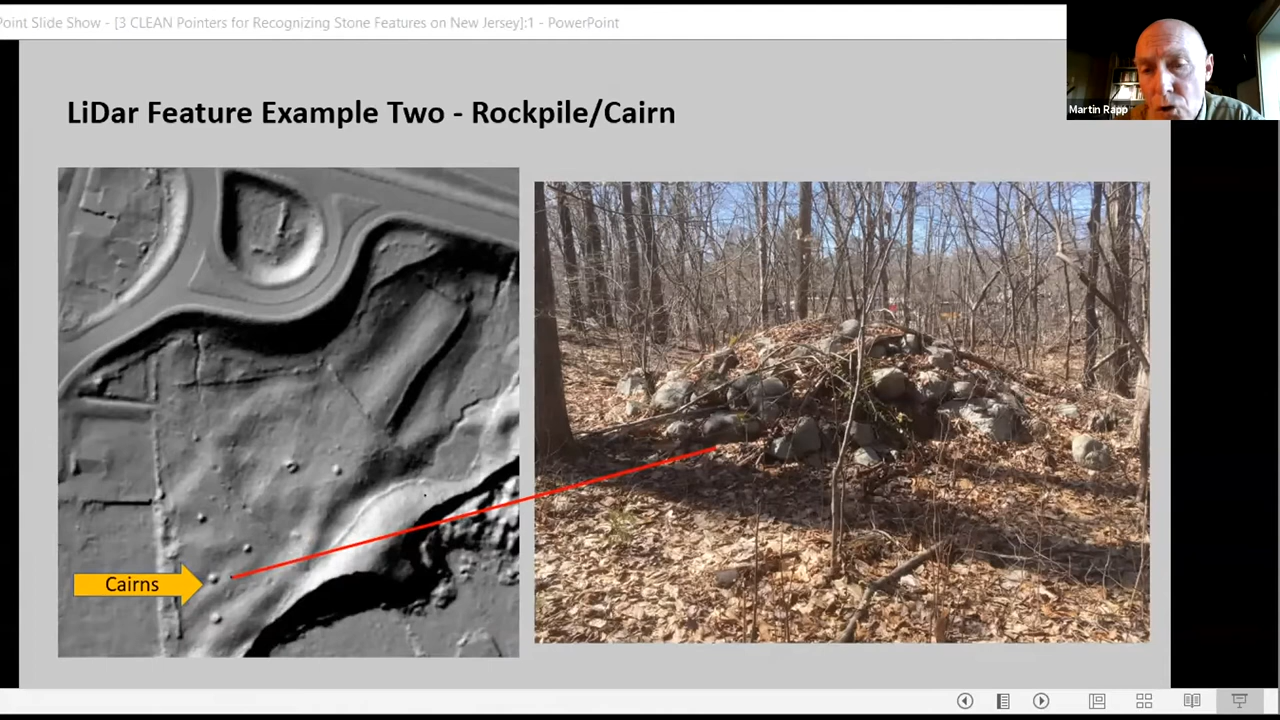 Point Slide Show - [3 CLEAN Pointers for Recognizing Stone Features on New Jersey]:1 - PowerPoint
Martin Rapp
LiDar Feature Example Two - Rockpile/Cairn
Cairns